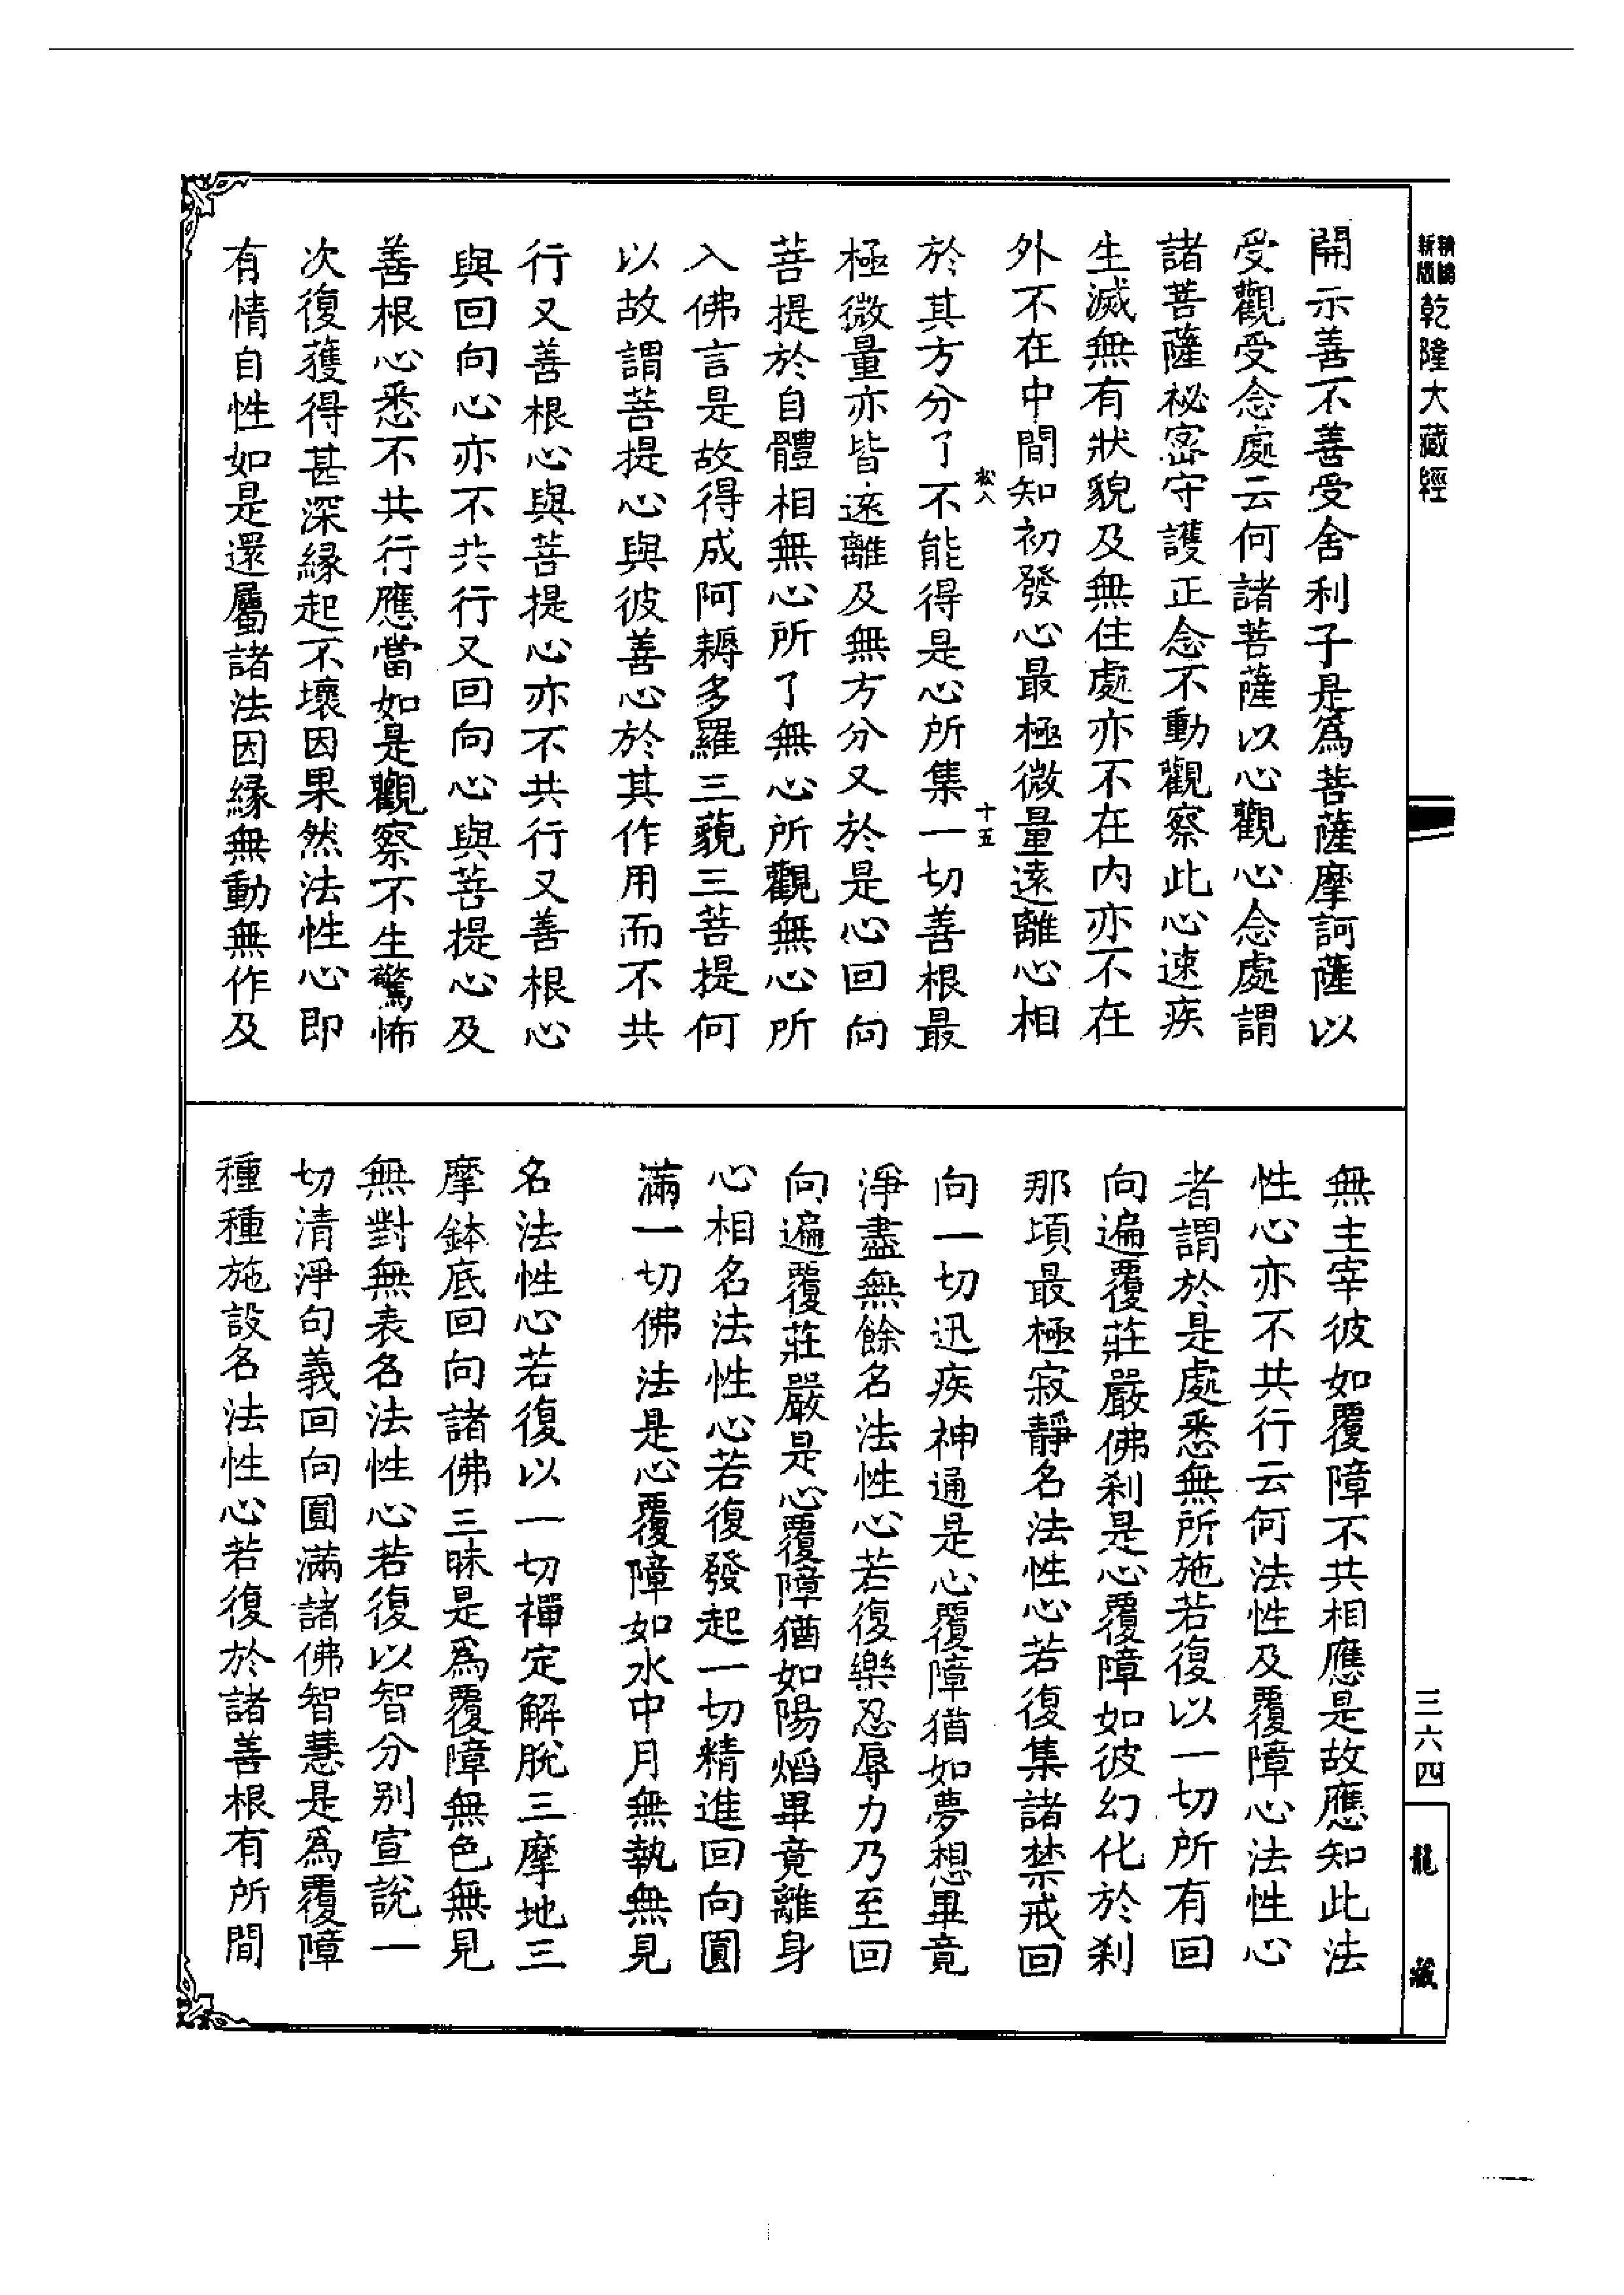 新版
精縮
乾隆大藏經
三六四
龍藏
開示善不善受舍利子是爲菩薩摩訶薩以
受觀受念處云何諸菩薩以心觀心念處謂
諸菩薩祕密守護正念不動觀察此心速疾
生滅無有狀貌及無住處亦不在內亦不在
外不在中間知初發心最極微量遠離心相
松八
十五
於其方分了不能得是心所集一切善根最
極微量亦皆遠離及無方分又於是心回向
菩提於自體相無心所了無心所觀無心所
入佛言是故得成阿耨多羅三藐三菩提何
以故謂菩提心與彼善心於其作用而不共
行又善根心與菩提心亦不共行又善根心
與回向心亦不共行又回向心與菩提心及
善根心悉不共行應當如是觀察不生驚怖
次復獲得甚深緣起不壞因果然法性心即
有情自性如是還屬諸法因緣無動無作及
無主宰彼如覆障不共相應是故應知此法
性心亦不共行云何法性及覆障心法性心
者謂於是處悉無所施若復以一切所有回
向遍覆莊嚴佛剎是心覆障如彼幻化於剎
那頃最極寂靜名法性心若復集諸禁戒回
向一切迅疾神通是心覆障猶如夢想畢竟
淨盡無餘名法性心若復樂忍辱力乃至回
向遍覆莊嚴是心覆障猶如陽焰畢竟離身
心相名法性心若復發起一切精進回向圓
滿一切佛法是心覆障如水中月無執無見
名法性心若復以一切禪定解脫三摩地三
摩鉢底回向諸佛三昧是爲覆障無色無見
無對無表名法性心若復以智分別宣說一
切清淨句義回向圓滿諸佛智慧是爲覆障
種種施設名法性心若復於諸善根有所間